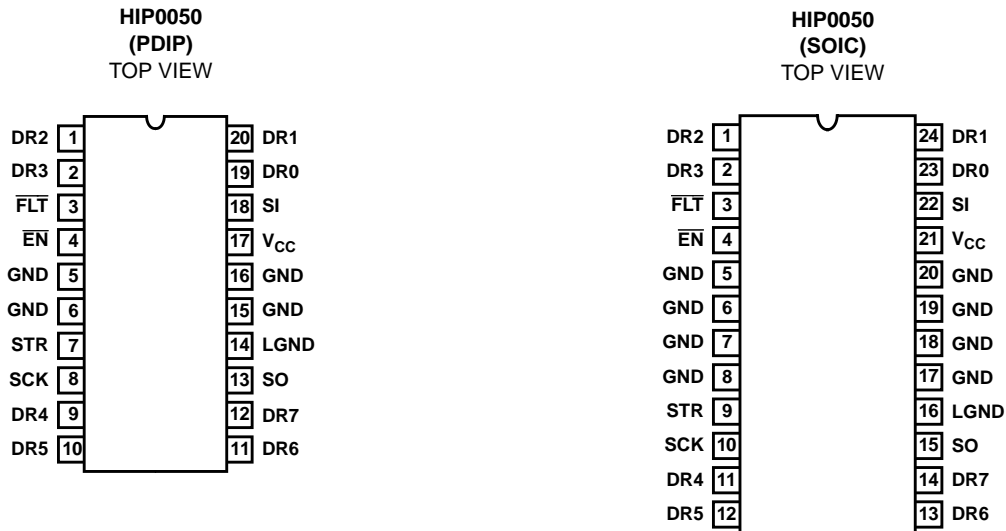 HIP0050
(PDIP)
TOP VIEW
DR2 1 20 DR1
DR3 2 19 DR0
F̅L̅T̅ 3 18 SI
E̅N̅ 4 17 VCC
GND 5 16 GND
GND 6 15 GND
STR 7 14 LGND
SCK 8 13 SO
DR4 9 12 DR7
DR5 10 11 DR6
HIP0050
(SOIC)
TOP VIEW
DR2 1 24 DR1
DR3 2 23 DR0
F̅L̅T̅ 3 22 SI
E̅N̅ 4 21 VCC
GND 5 20 GND
GND 6 19 GND
GND 7 18 GND
GND 8 17 GND
STR 9 16 LGND
SCK 10 15 SO
DR4 11 14 DR7
DR5 12 13 DR6